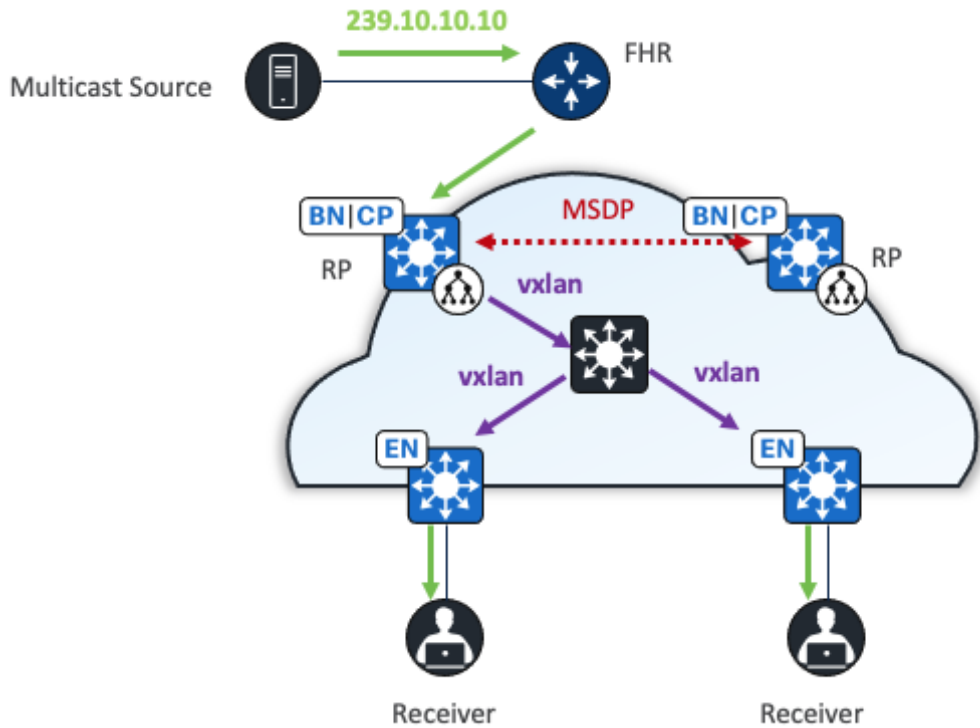 239.10.10.10
FHR
Multicast Source
BN|CP
MSDP
BN|CP
RP
RP
vxlan
vxlan
vxlan
EN
EN
Receiver
Receiver